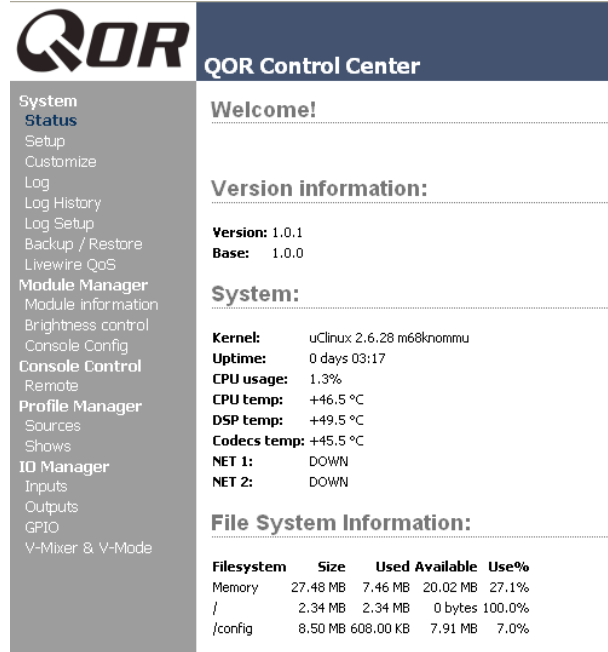 QOR
QOR Control Center
System
Status
Setup
Customize
Log
Log History
Log Setup
Backup / Restore
Livewire QoS
Module Manager
Module information
Brightness control
Console Config
Console Control
Remote
Profile Manager
Sources
Shows
IO Manager
Inputs
Outputs
GPIO
V-Mixer & V-Mode
Welcome!
Version information:
Version: 1.0.1
Base: 1.0.0
System:
Kernel: uClinux 2.6.28 m68knommu
Uptime: 0 days 03:17
CPU usage: 1.3%
CPU temp: +46.5 °C
DSP temp: +49.5 °C
Codecs temp: +45.5 °C
NET 1: DOWN
NET 2: DOWN
File System Information:
Filesystem Size Used Available Use%
Memory 27.48 MB 7.46 MB 20.02 MB 27.1%
/ 2.34 MB 2.34 MB 0 bytes 100.0%
/config 8.50 MB 608.00 KB 7.91 MB 7.0%